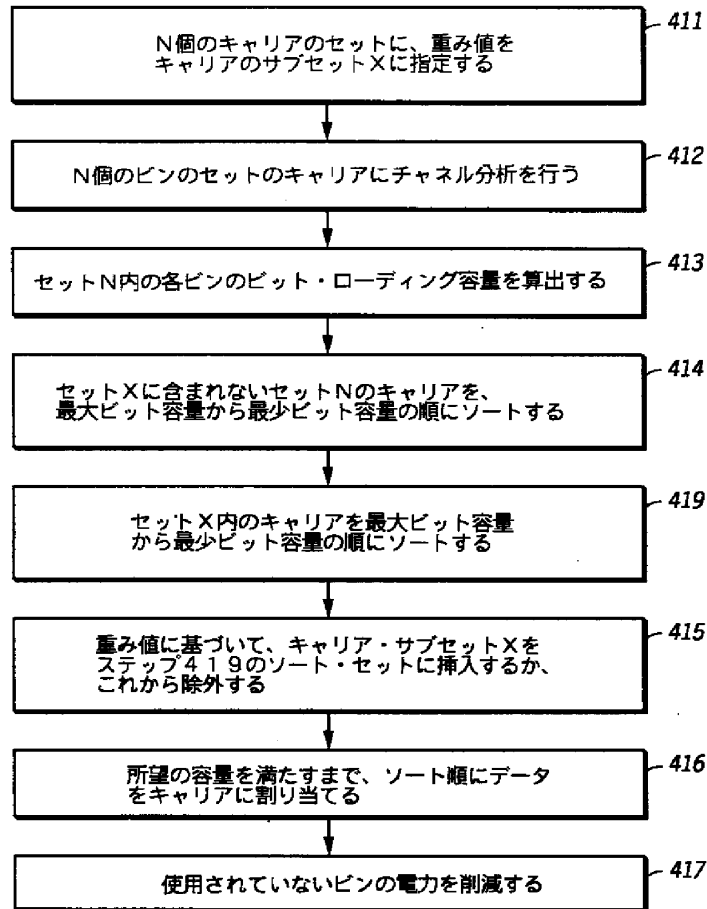 N個のキャリアのセットに、重み値を
キャリアのサブセットXに指定する
411
N個のビンのセットのキャリアにチャネル分析を行う
412
セットN内の各ビンのビット・ローディング容量を算出する
413
セットXに含まれないセットNのキャリアを、
最大ビット容量から最少ビット容量の順にソートする
414
セットX内のキャリアを最大ビット容量
から最少ビット容量の順にソートする
419
重み値に基づいて、キャリア・サブセットXを
ステップ419のソート・セットに挿入するか、
これから除外する
415
所望の容量を満たすまで、ソート順にデータ
をキャリアに割り当てる
416
使用されていないビンの電力を削減する
417